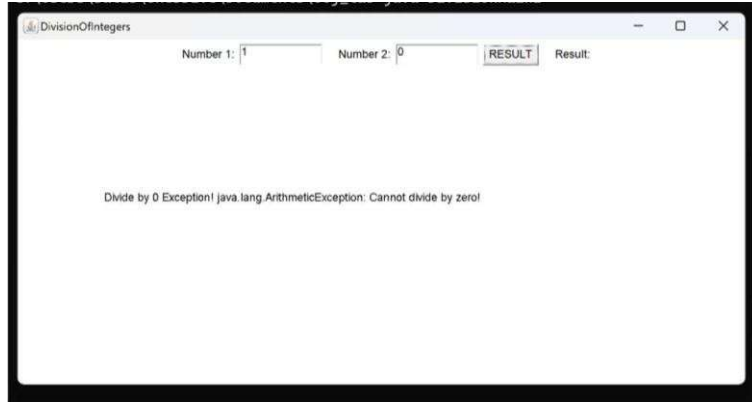 DivisionOfIntegers
Number 1: 1 Number 2: 0 RESULT Result:
Divide by 0 Exception! java.lang.ArithmeticException: Cannot divide by zero!